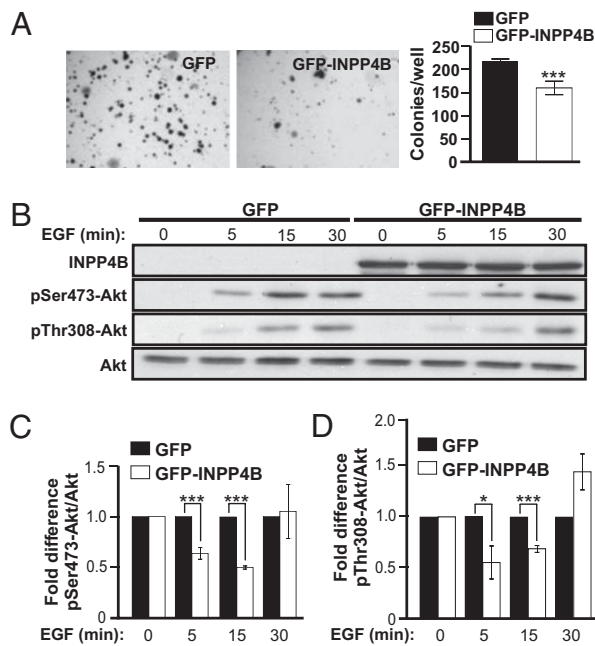 A
GFP
GFP-INPP4B
GFP
GFP-INPP4B
Colonies/well
250
200
150
100
50
0
***
B
GFP
GFP-INPP4B
EGF (min):
0 5 15 30 0 5 15 30
INPP4B
pSer473-Akt
pThr308-Akt
Akt
C
GFP
GFP-INPP4B
Fold difference
pSer473-Akt/Akt
1.5
1.0
0.5
0
*** ***
EGF (min): 0 5 15 30
D
GFP
GFP-INPP4B
Fold difference
pThr308-Akt/Akt
2.0
1.5
1.0
0.5
0
* ***
EGF (min): 0 5 15 30